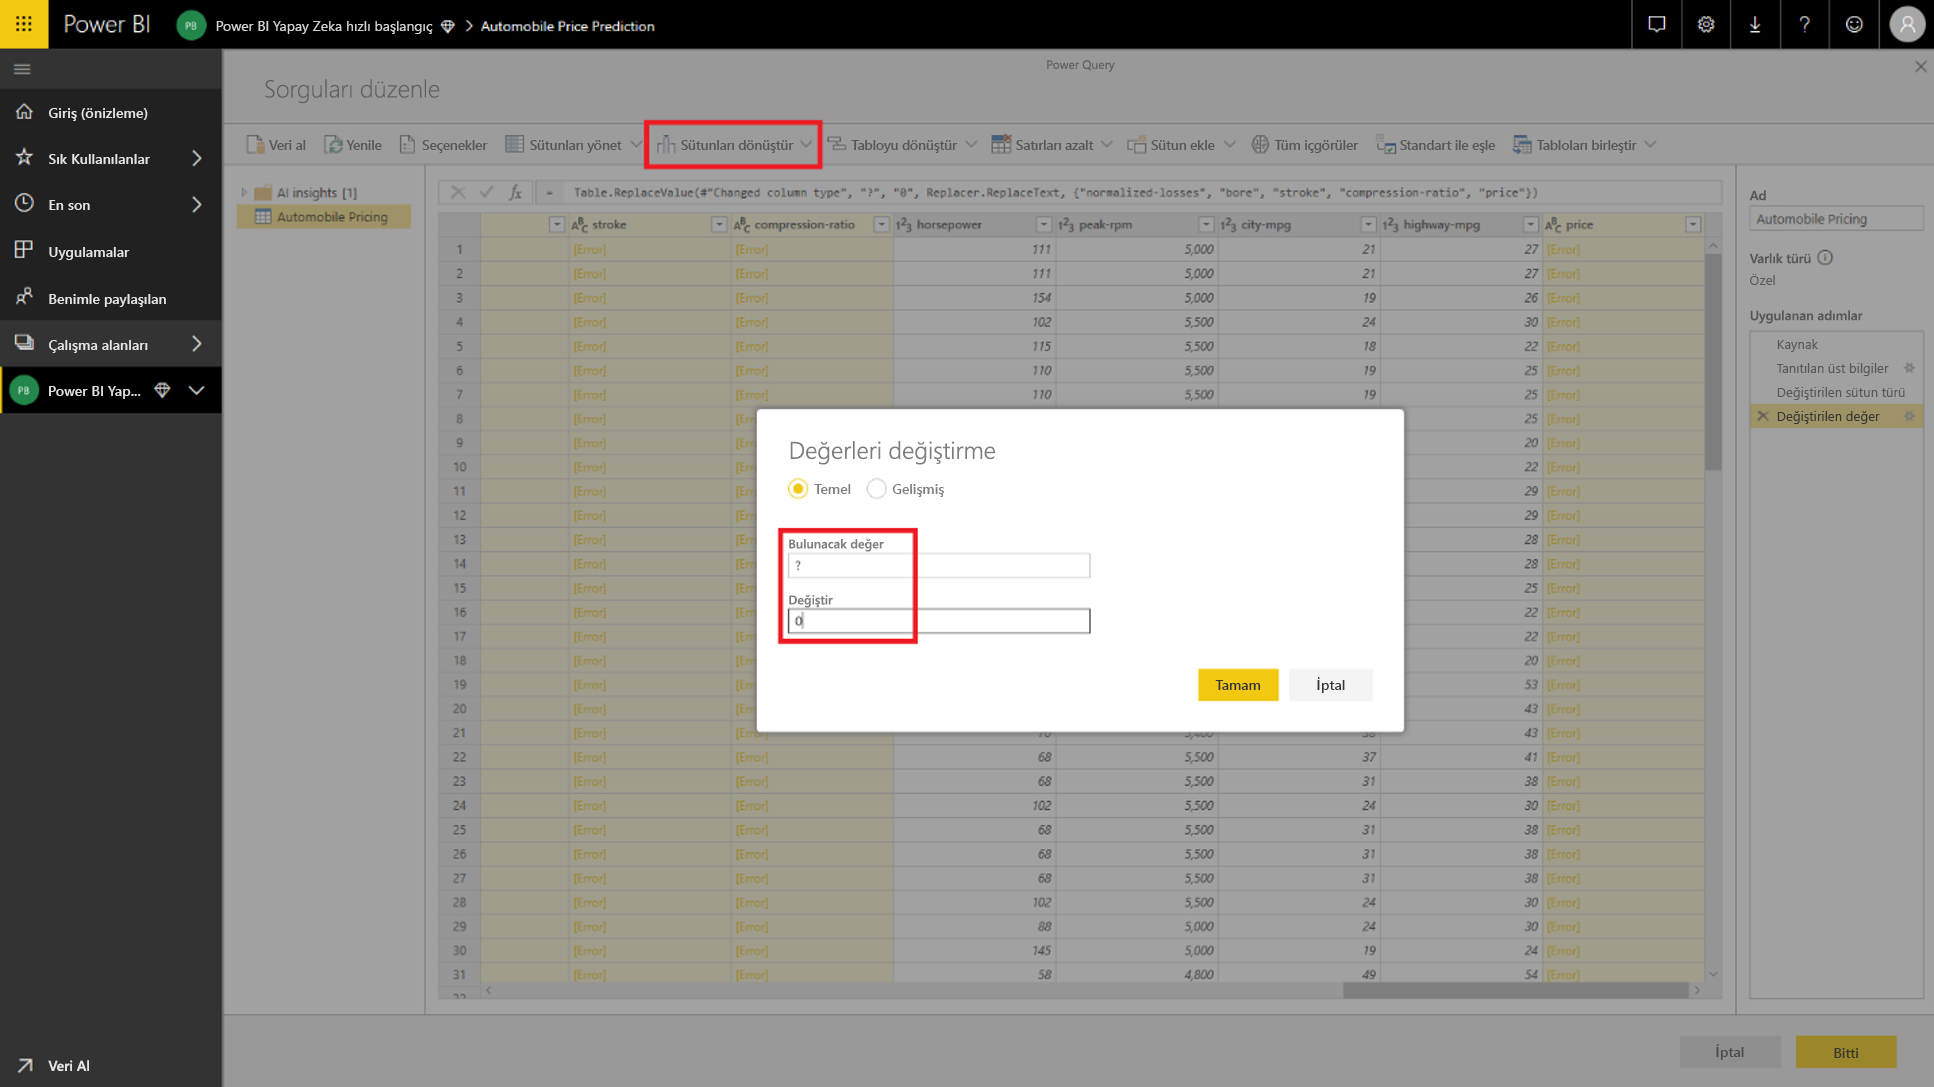 Power BI
PB Power BI Yapay Zeka hızlı başlangıç > Automobile Price Prediction
Power Query
Sorguları düzenle
Giriş (önizleme)
Sık Kullanılanlar
En son
Uygulamalar
Benimle paylaşılan
Çalışma alanları
PB Power BI Yap...
Veri Al
Veri al Yenile Seçenekler Sütunları yönet Sütunları dönüştür Tabloyu dönüştür Satırları azalt Sütun ekle Tüm içgörüler Standart ile eşle Tabloları birleştir
AI insights [1]
Automobile Pricing
fx = Table.ReplaceValue(#"Changed column type", "?", "0", Replacer.ReplaceText, {"normalized-losses", "bore", "stroke", "compression-ratio", "price"})
ABC stroke ABC compression-ratio 123 horsepower 123 peak-rpm 123 city-mpg 123 highway-mpg ABC price
1 [Error] [Error] 111 5,000 21 27 [Error]
2 [Error] [Error] 111 5,000 21 27 [Error]
3 [Error] [Error] 154 5,000 19 26 [Error]
4 [Error] [Error] 102 5,500 24 30 [Error]
5 [Error] [Error] 115 5,500 18 22 [Error]
6 [Error] [Error] 110 5,500 19 25 [Error]
7 [Error] [Error] 110 5,500 19 25 [Error]
8 [Error] 25 [Error]
9 [Error] 20 [Error]
10 [Error] 22 [Error]
11 [Error] 29 [Error]
12 [Error] 29 [Error]
13 [Error] 28 [Error]
14 [Error] 28 [Error]
15 [Error] 25 [Error]
16 [Error] 22 [Error]
17 [Error] 22 [Error]
18 [Error] 20 [Error]
19 [Error] 53 [Error]
20 [Error] 43 [Error]
21 [Error] [Error] 43 [Error]
22 [Error] [Error] 68 5,500 37 41 [Error]
23 [Error] [Error] 68 5,500 31 38 [Error]
24 [Error] [Error] 102 5,500 24 30 [Error]
25 [Error] [Error] 68 5,500 31 38 [Error]
26 [Error] [Error] 68 5,500 31 38 [Error]
27 [Error] [Error] 68 5,500 31 38 [Error]
28 [Error] [Error] 102 5,500 24 30 [Error]
29 [Error] [Error] 88 5,000 24 30 [Error]
30 [Error] [Error] 145 5,000 19 24 [Error]
31 [Error] [Error] 58 4,800 49 54 [Error]
Değerleri değiştirme
Temel Gelişmiş
Bulunacak değer
?
Değiştir
0
Tamam İptal
Ad
Automobile Pricing
Varlık türü
Özel
Uygulanan adımlar
Kaynak
Tanıtılan üst bilgiler
Değiştirilen sütun türü
Değiştirilen değer
İptal Bitti